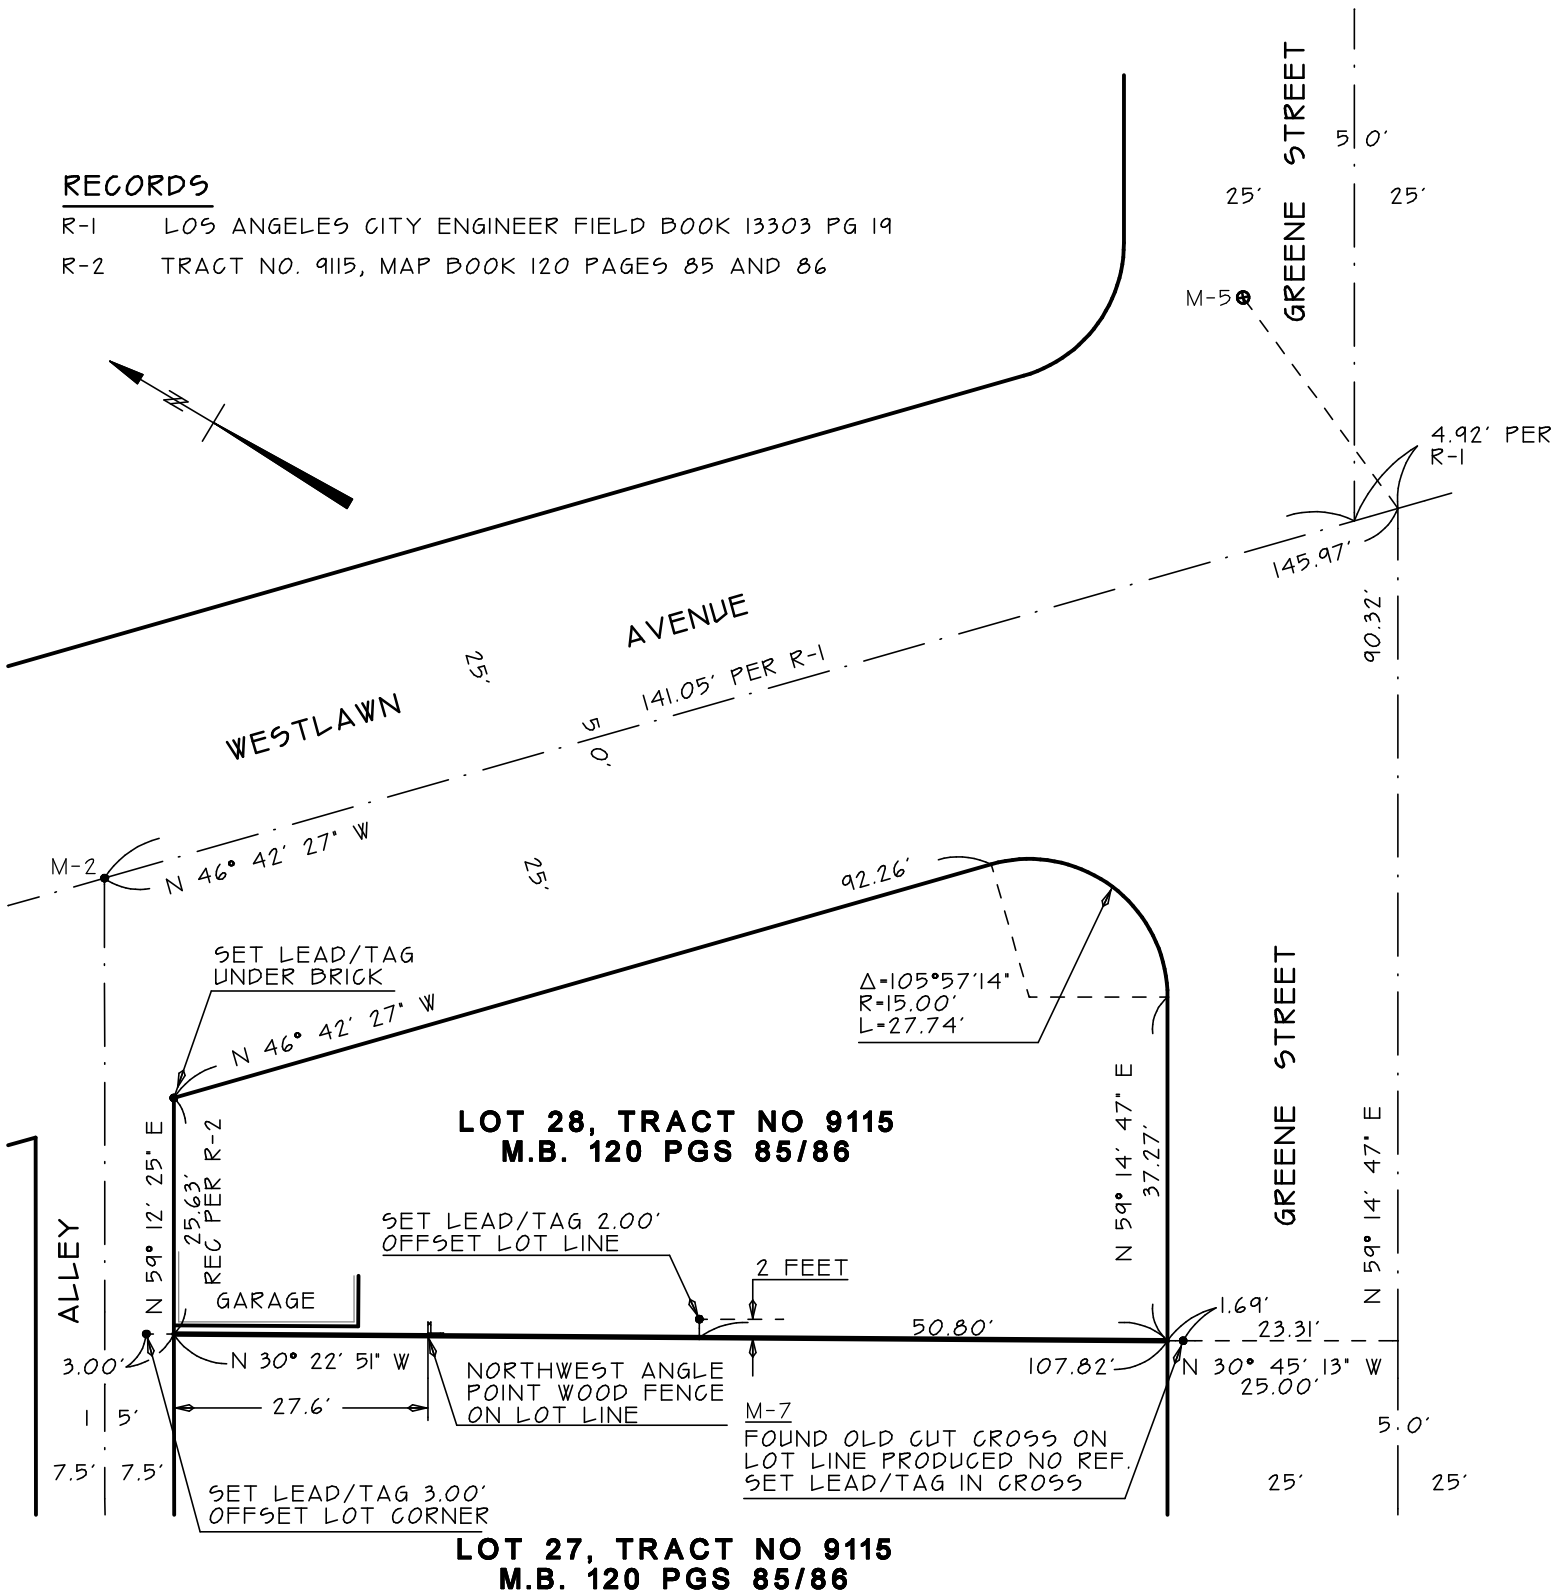 GREENE STREET
5 0'
25' 25'
RECORDS
R-1 LOS ANGELES CITY ENGINEER FIELD BOOK 13303 PG 19
R-2 TRACT NO. 9115, MAP BOOK 120 PAGES 85 AND 86
M-5
N
4.92' PER
R-1
145.97'
90.32'
WESTLAWN AVENUE
25'
141.05' PER R-1
5 0'
M-2
N 46° 42' 27" W
25'
92.26'
SET LEAD/TAG
UNDER BRICK
N 46° 42' 27" W
Δ=105°57'14"
R=15.00'
L=27.74'
GREENE STREET
N 59° 14' 47" E
37.27'
N 59° 14' 47" E
LOT 28, TRACT NO 9115
M.B. 120 PGS 85/86
N 59° 12' 25" E
25.63'
REC PER R-2
ALLEY
SET LEAD/TAG 2.00'
OFFSET LOT LINE
2 FEET
GARAGE
1.69'
50.80'
23.31'
3.00'
N 30° 22' 51" W
107.82'
N 30° 45' 13" W
25.00'
NORTHWEST ANGLE
POINT WOOD FENCE
ON LOT LINE
27.6'
M-7
FOUND OLD CUT CROSS ON
LOT LINE PRODUCED NO REF.
SET LEAD/TAG IN CROSS
1 5'
7.5' 7.5'
5.0'
25' 25'
SET LEAD/TAG 3.00'
OFFSET LOT CORNER
LOT 27, TRACT NO 9115
M.B. 120 PGS 85/86